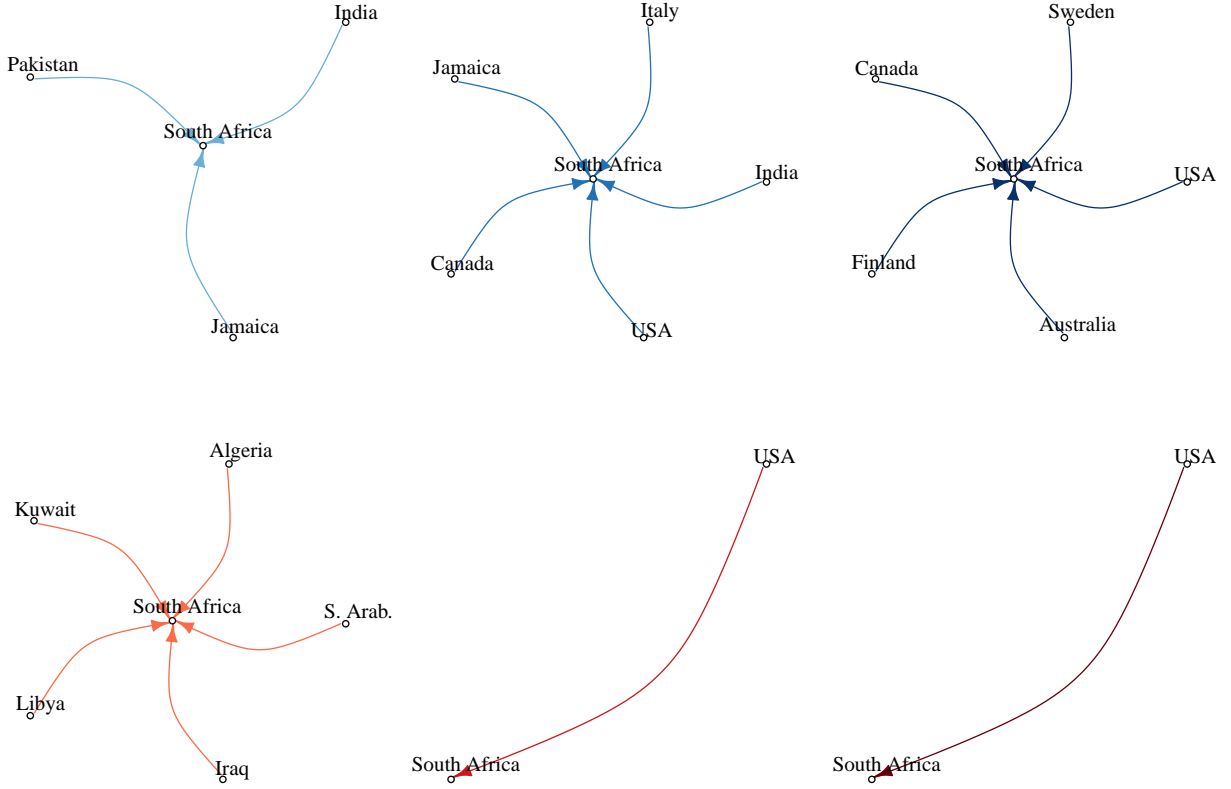 India
Pakistan
South Africa
Jamaica
Italy
Jamaica
South Africa
India
Canada
USA
Sweden
Canada
South Africa
USA
Finland
Australia
Algeria
Kuwait
South Africa
S. Arab.
Libya
Iraq
USA
South Africa
USA
South Africa